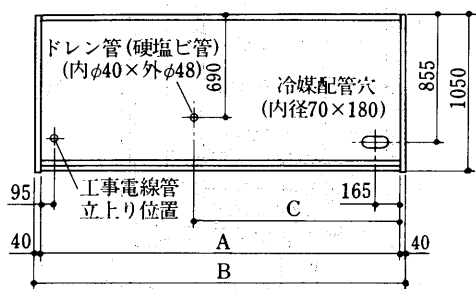 ドレン管(硬塩ビ管)
(内φ40×外φ48)
690
冷媒配管穴
(内径70×180)
855
1050
95
工事電線管
立上り位置
165
C
40
A
40
B